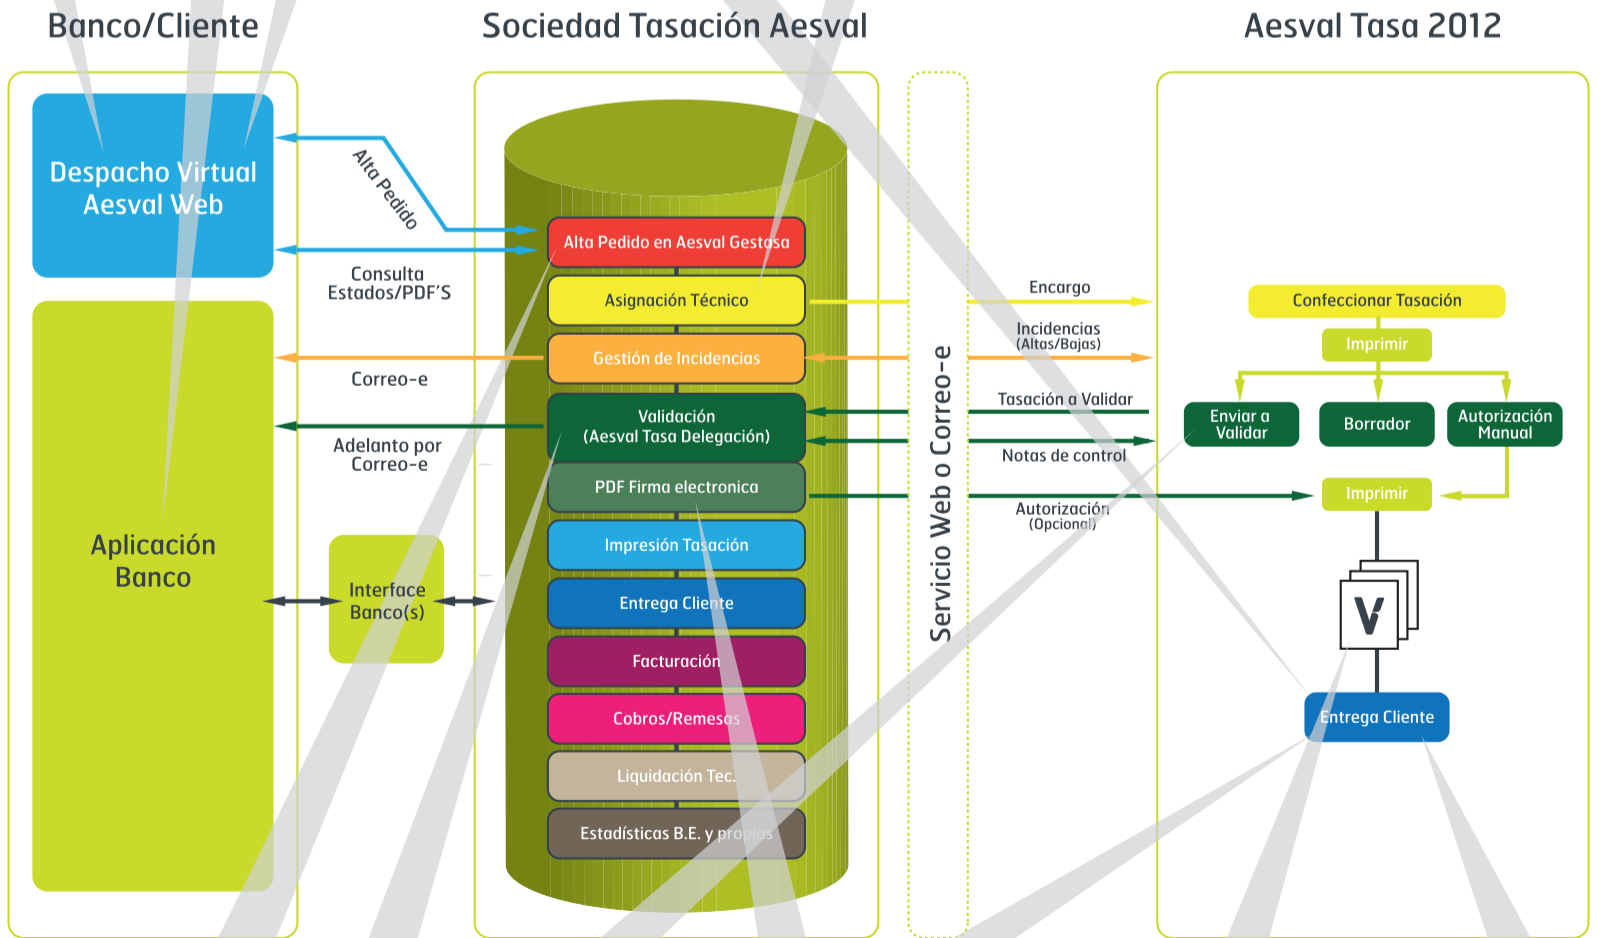 Banco/Cliente
Sociedad Tasación Aesval
Aesval Tasa 2012
Despacho Virtual
Aesval Web
Alta Pedido
Consulta
Estados/PDF'S
Correo-e
Adelanto por
Correo-e
Aplicación
Banco
Interface
Banco(s)
Alta Pedido en Aesval Gestasa
Asignación Técnico
Gestión de Incidencias
Validación
(Aesval Tasa Delegación)
PDF Firma electronica
Impresión Tasación
Entrega Cliente
Facturación
Cobros/Remesas
Liquidación Tec.
Estadísticas B.E. y propias
Servicio Web o Correo-e
Encargo
Incidencias
(Altas/Bajas)
Tasación a Validar
Notas de control
Autorización
(Opcional)
Confeccionar Tasación
Imprimir
Enviar a
Validar
Borrador
Autorización
Manual
Imprimir
V
Entrega Cliente